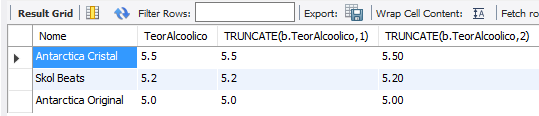 Result Grid Filter Rows: Export: Wrap Cell Content: IA Fetch ro
Nome TeorAlcoolico TRUNCATE(b.TeorAlcoolico,1) TRUNCATE(b.TeorAlcoolico,2)
Antarctica Cristal 5.5 5.5 5.50
Skol Beats 5.2 5.2 5.20
Antarctica Original 5.0 5.0 5.00